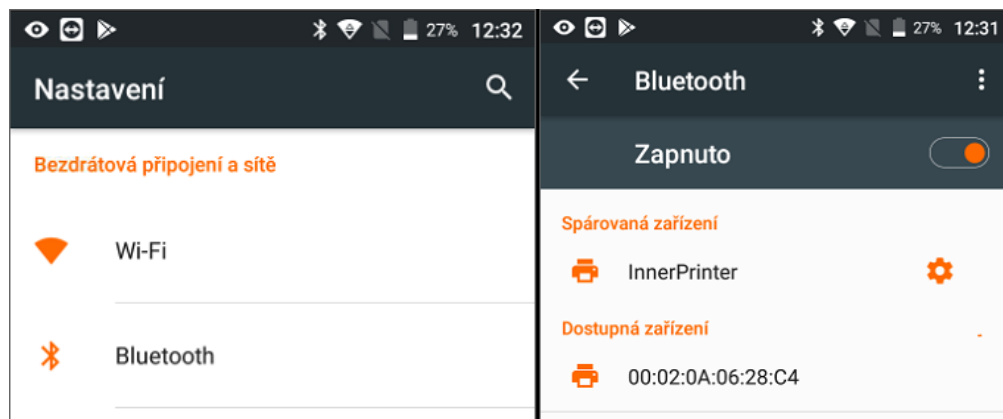 27% 12:32
Nastavení
Bezdrátová připojení a sítě
Wi-Fi
Bluetooth
27% 12:31
Bluetooth
Zapnuto
Spárovaná zařízení
InnerPrinter
Dostupná zařízení
00:02:0A:06:28:C4